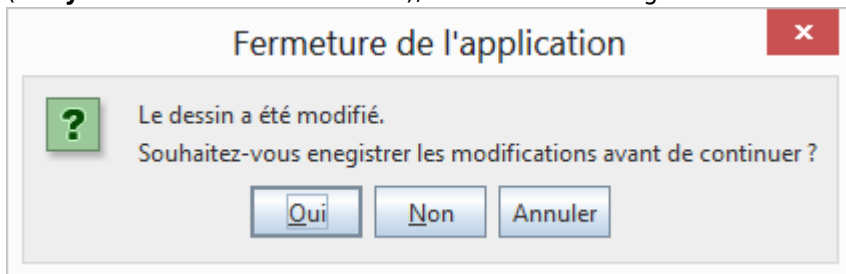 Fermeture de l'application
x
?
Le dessin a été modifié.
Souhaitez-vous enegistrer les modifications avant de continuer ?
Oui Non Annuler